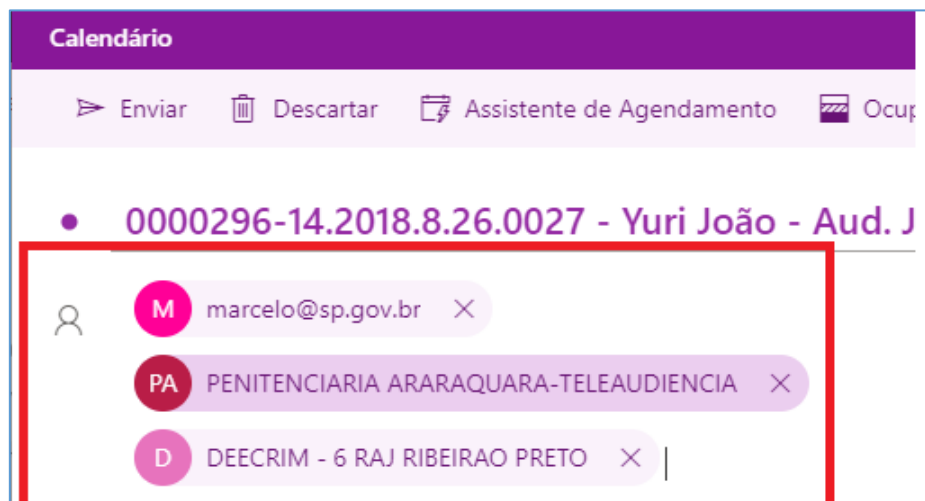 Calendário
Enviar Descartar Assistente de Agendamento Ocup
0000296-14.2018.8.26.0027 - Yuri João - Aud. J
M marcelo@sp.gov.br
PA PENITENCIARIA ARARAQUARA-TELEAUDIENCIA
D DEECRIM - 6 RAJ RIBEIRAO PRETO